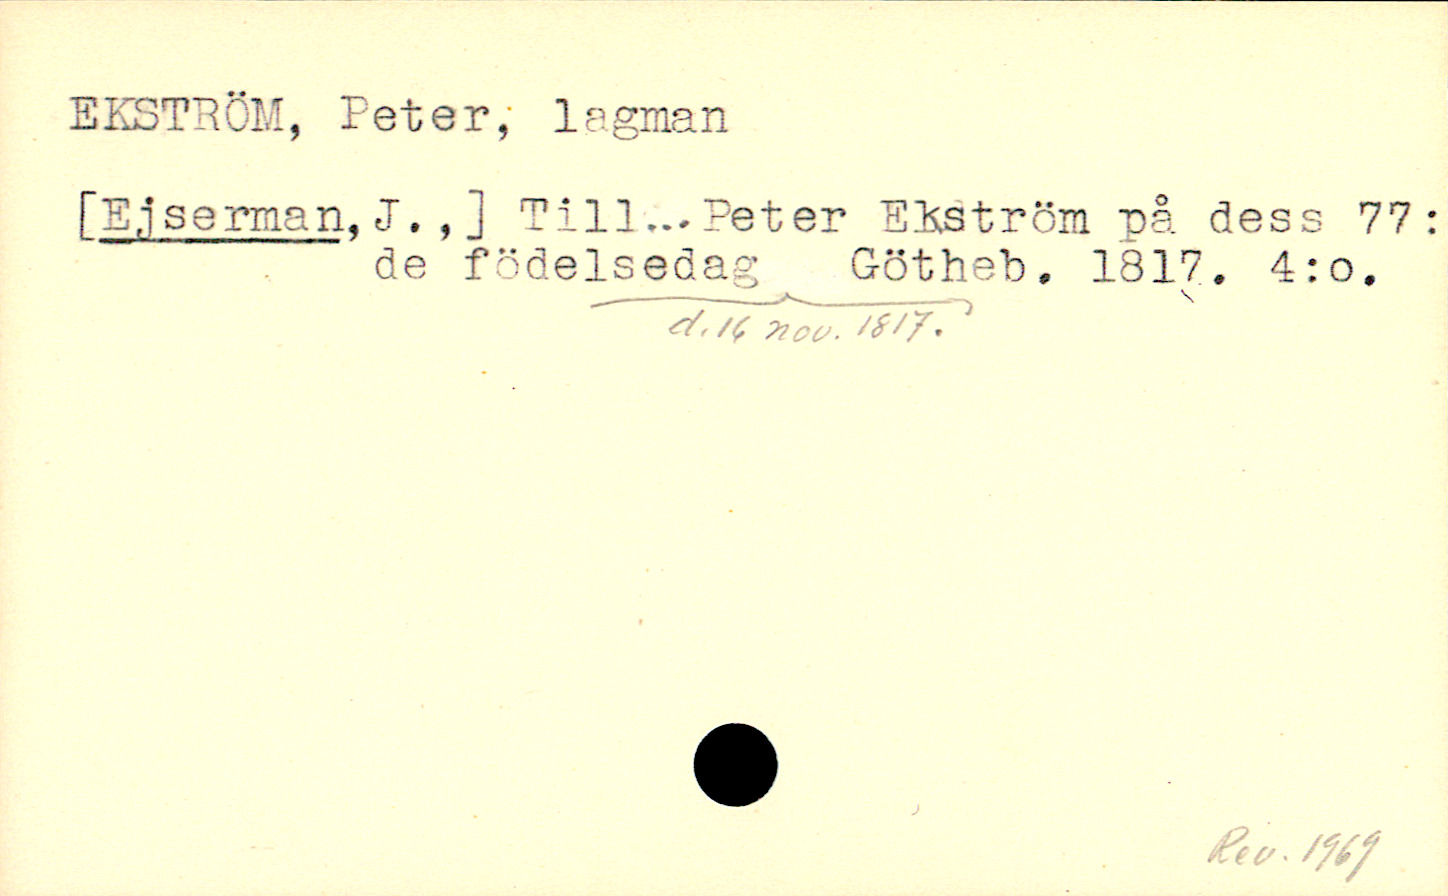 EKSTRÖM, Peter, lagman
[Ejserman, J.,] Till... Peter Ekström på dess 77:
de födelsedag Götheb. 1817. 4:o.
d. 16 nov. 1817.
Rev. 1969